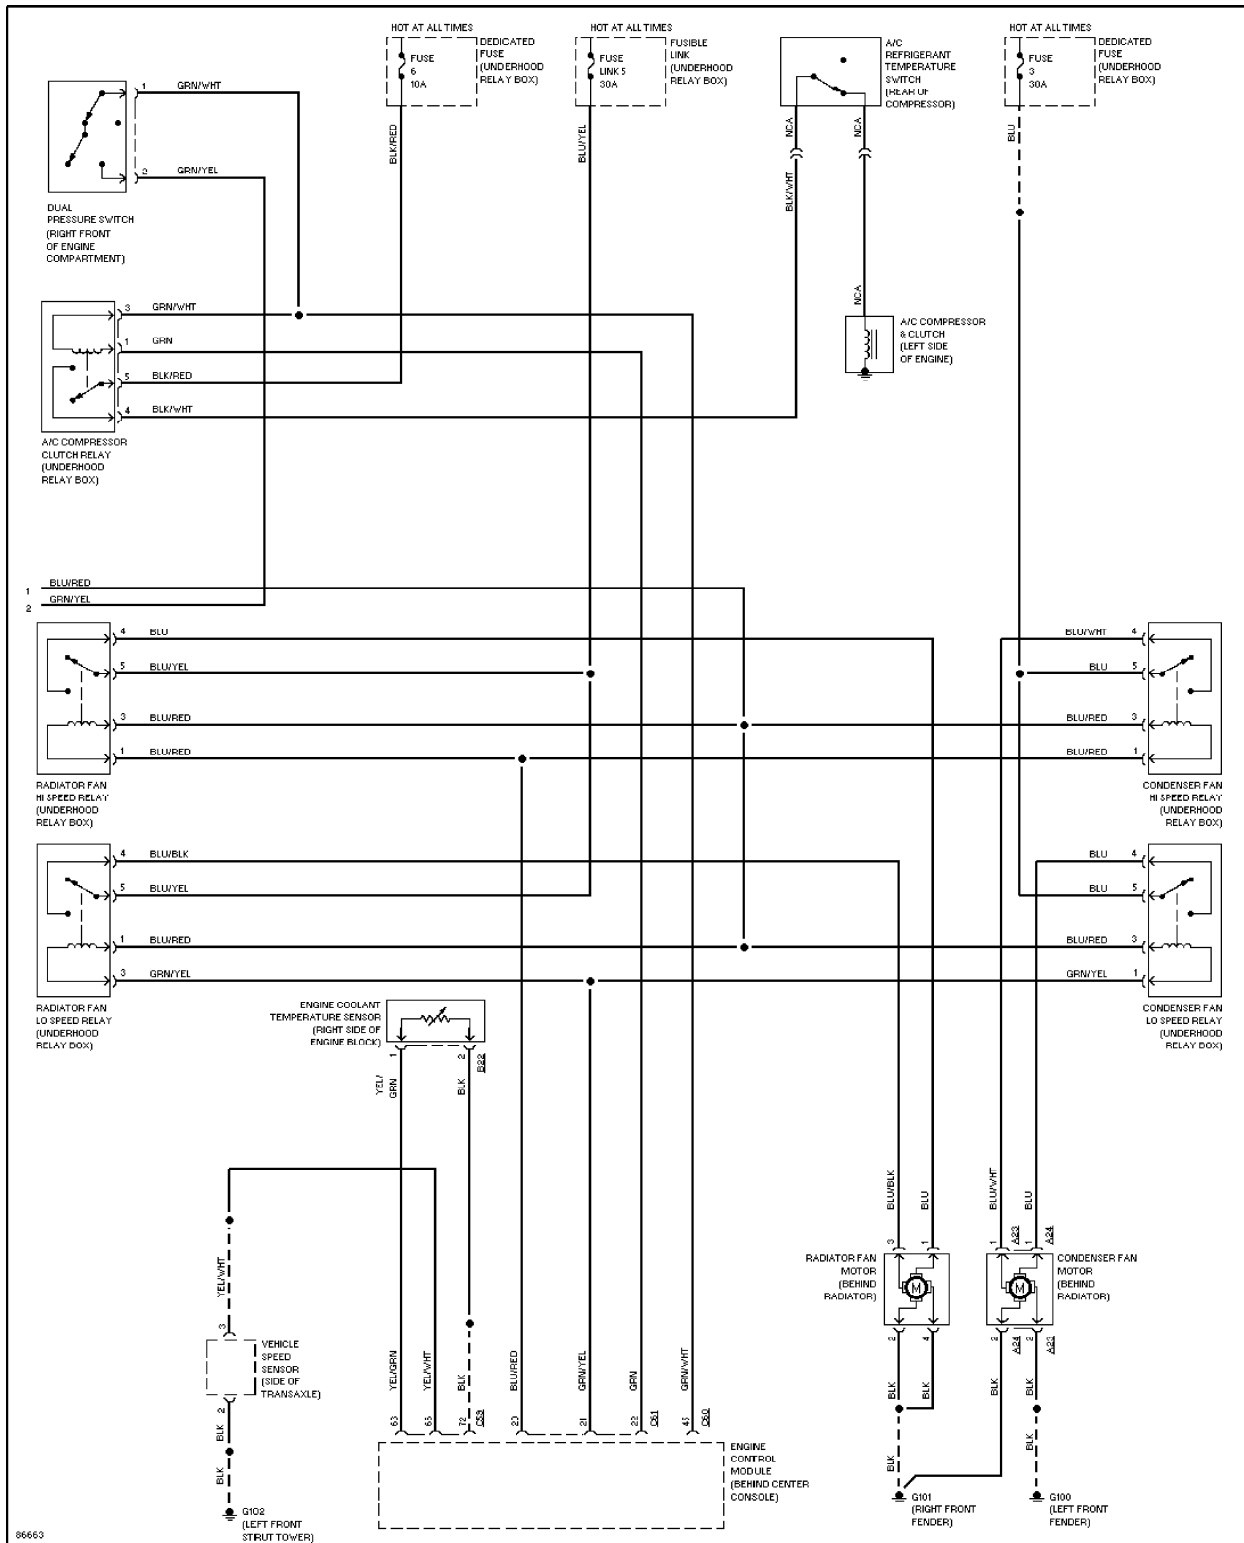 HOT AT ALL TIMES
HOT AT ALL TIMES
HOT AT ALL TIMES
FUSE
6
10A
DEDICATED
FUSE
(UNDERHOOD
RELAY BOX)
FUSE
LINK 5
30A
FUSIBLE
LINK
(UNDERHOOD
RELAY BOX)
A/C
REFRIGERANT
TEMPERATURE
SWITCH
(REAR OF
COMPRESSOR)
FUSE
3
30A
DEDICATED
FUSE
(UNDERHOOD
RELAY BOX)
1
GRN/WHT
2
GRN/YEL
DUAL
PRESSURE SWITCH
(RIGHT FRONT
OF ENGINE
COMPARTMENT)
BLK/RED
BLU/YEL
NCA
NCA
BLK/WHT
BLU
NCA
3
GRN/WHT
1
GRN
5
BLK/RED
4
BLK/WHT
A/C COMPRESSOR
CLUTCH RELAY
(UNDERHOOD
RELAY BOX)
A/C COMPRESSOR
& CLUTCH
(LEFT SIDE
OF ENGINE)
1
BLU/RED
2
GRN/YEL
4
BLU
5
BLU/YEL
3
BLU/RED
1
BLU/RED
RADIATOR FAN
HI SPEED RELAY
(UNDERHOOD
RELAY BOX)
BLU/WHT
4
BLU
5
BLU/RED
3
BLU/RED
1
CONDENSER FAN
HI SPEED RELAY
(UNDERHOOD
RELAY BOX)
4
BLU/BLK
5
BLU/YEL
1
BLU/RED
3
GRN/YEL
RADIATOR FAN
LO SPEED RELAY
(UNDERHOOD
RELAY BOX)
BLU
4
BLU
5
BLU/RED
3
GRN/YEL
1
CONDENSER FAN
LO SPEED RELAY
(UNDERHOOD
RELAY BOX)
ENGINE COOLANT
TEMPERATURE SENSOR
(RIGHT SIDE OF
ENGINE BLOCK)
1
2
B22
YEL/
GRN
BLK
BLU/BLK
BLU
BLU/WHT
BLU
3
1
1
A23
1
A24
RADIATOR FAN
MOTOR
(BEHIND
RADIATOR)
M
M
CONDENSER FAN
MOTOR
(BEHIND
RADIATOR)
2
4
2
A24
2
A23
BLK
BLK
BLK
BLK
BLK
YEL/WHT
3
VEHICLE
SPEED
SENSOR
(SIDE OF
TRANSAXLE)
2
BLK
BLK
G102
(LEFT FRONT
STRUT TOWER)
YEL/GRN
YEL/WHT
BLK
BLU/RED
GRN/YEL
GRN
GRN/WHT
63
65
72
C59
20
21
22
C61
45
C60
ENGINE
CONTROL
MODULE
(BEHIND CENTER
CONSOLE)
G101
(RIGHT FRONT
FENDER)
G100
(LEFT FRONT
FENDER)
86663